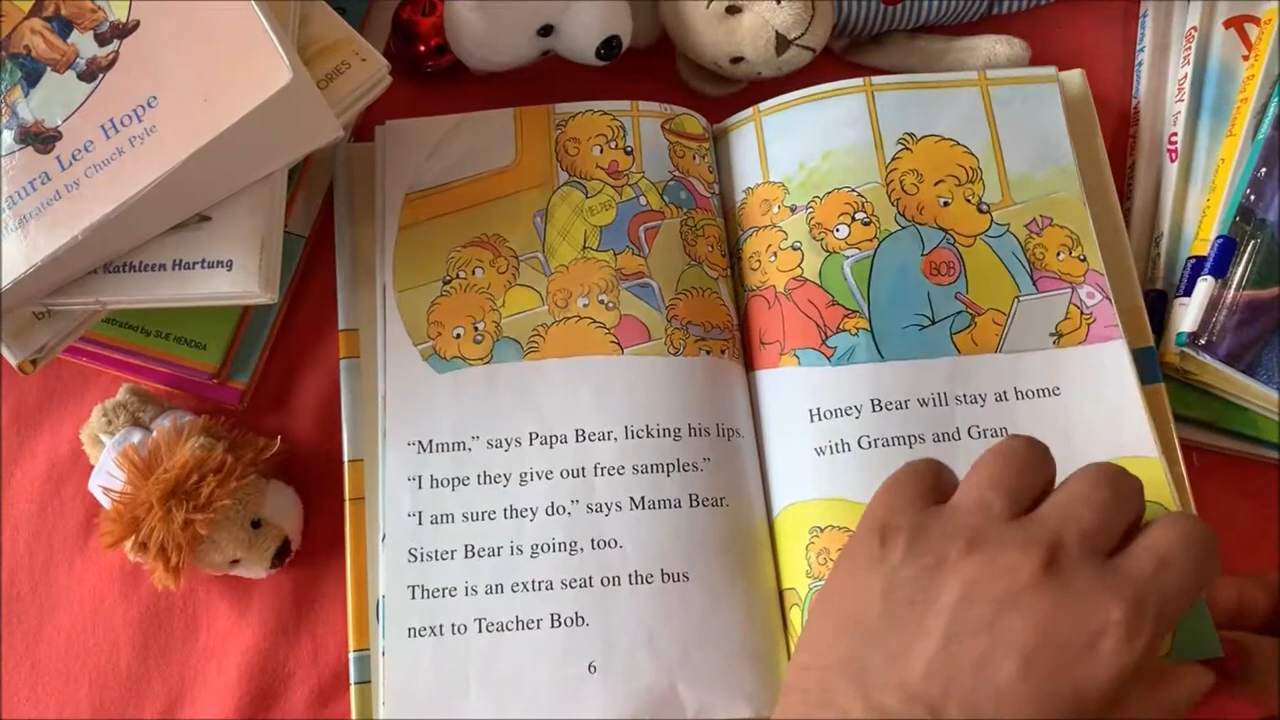 Laura Lee Hope
Illustrated by Chuck Pyle
ORIES
Kathleen Hartung
by
Illustrated by SUE HENDRA
HELPER
BOB
“Mmm,” says Papa Bear, licking his lips.
“I hope they give out free samples.”
“I am sure they do,” says Mama Bear.
Sister Bear is going, too.
There is an extra seat on the bus
next to Teacher Bob.
6
Honey Bear will stay at home
with Gramps and Gran
GREAT DAY for UP